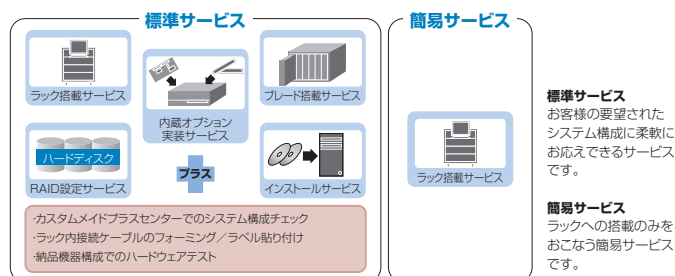 標準サービス
簡易サービス
ラック搭載サービス
内蔵オプション
実装サービス
ブレード搭載サービス
ハードディスク
RAID設定サービス
プラス
インストールサービス
・カスタムメイドプラスセンターでのシステム構成チェック
・ラック内接続ケーブルのフォーミング／ラベル貼り付け
・納品機器構成でのハードウェアテスト
ラック搭載サービス
標準サービス
お客様の要望された
システム構成に柔軟に
お応えできるサービス
です。
簡易サービス
ラックへの搭載のみを
おこなう簡易サービス
です。